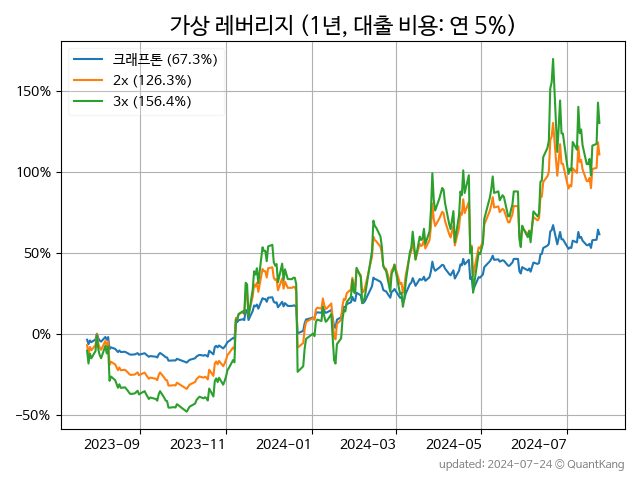 가상 레버리지 (1년, 대출 비용: 연 5%)
크래프톤 (67.3%)
2x (126.3%)
3x (156.4%)
150%
100%
50%
0%
−50%
2023-09
2023-11
2024-01
2024-03
2024-05
2024-07
updated: 2024-07-24 © QuantKang